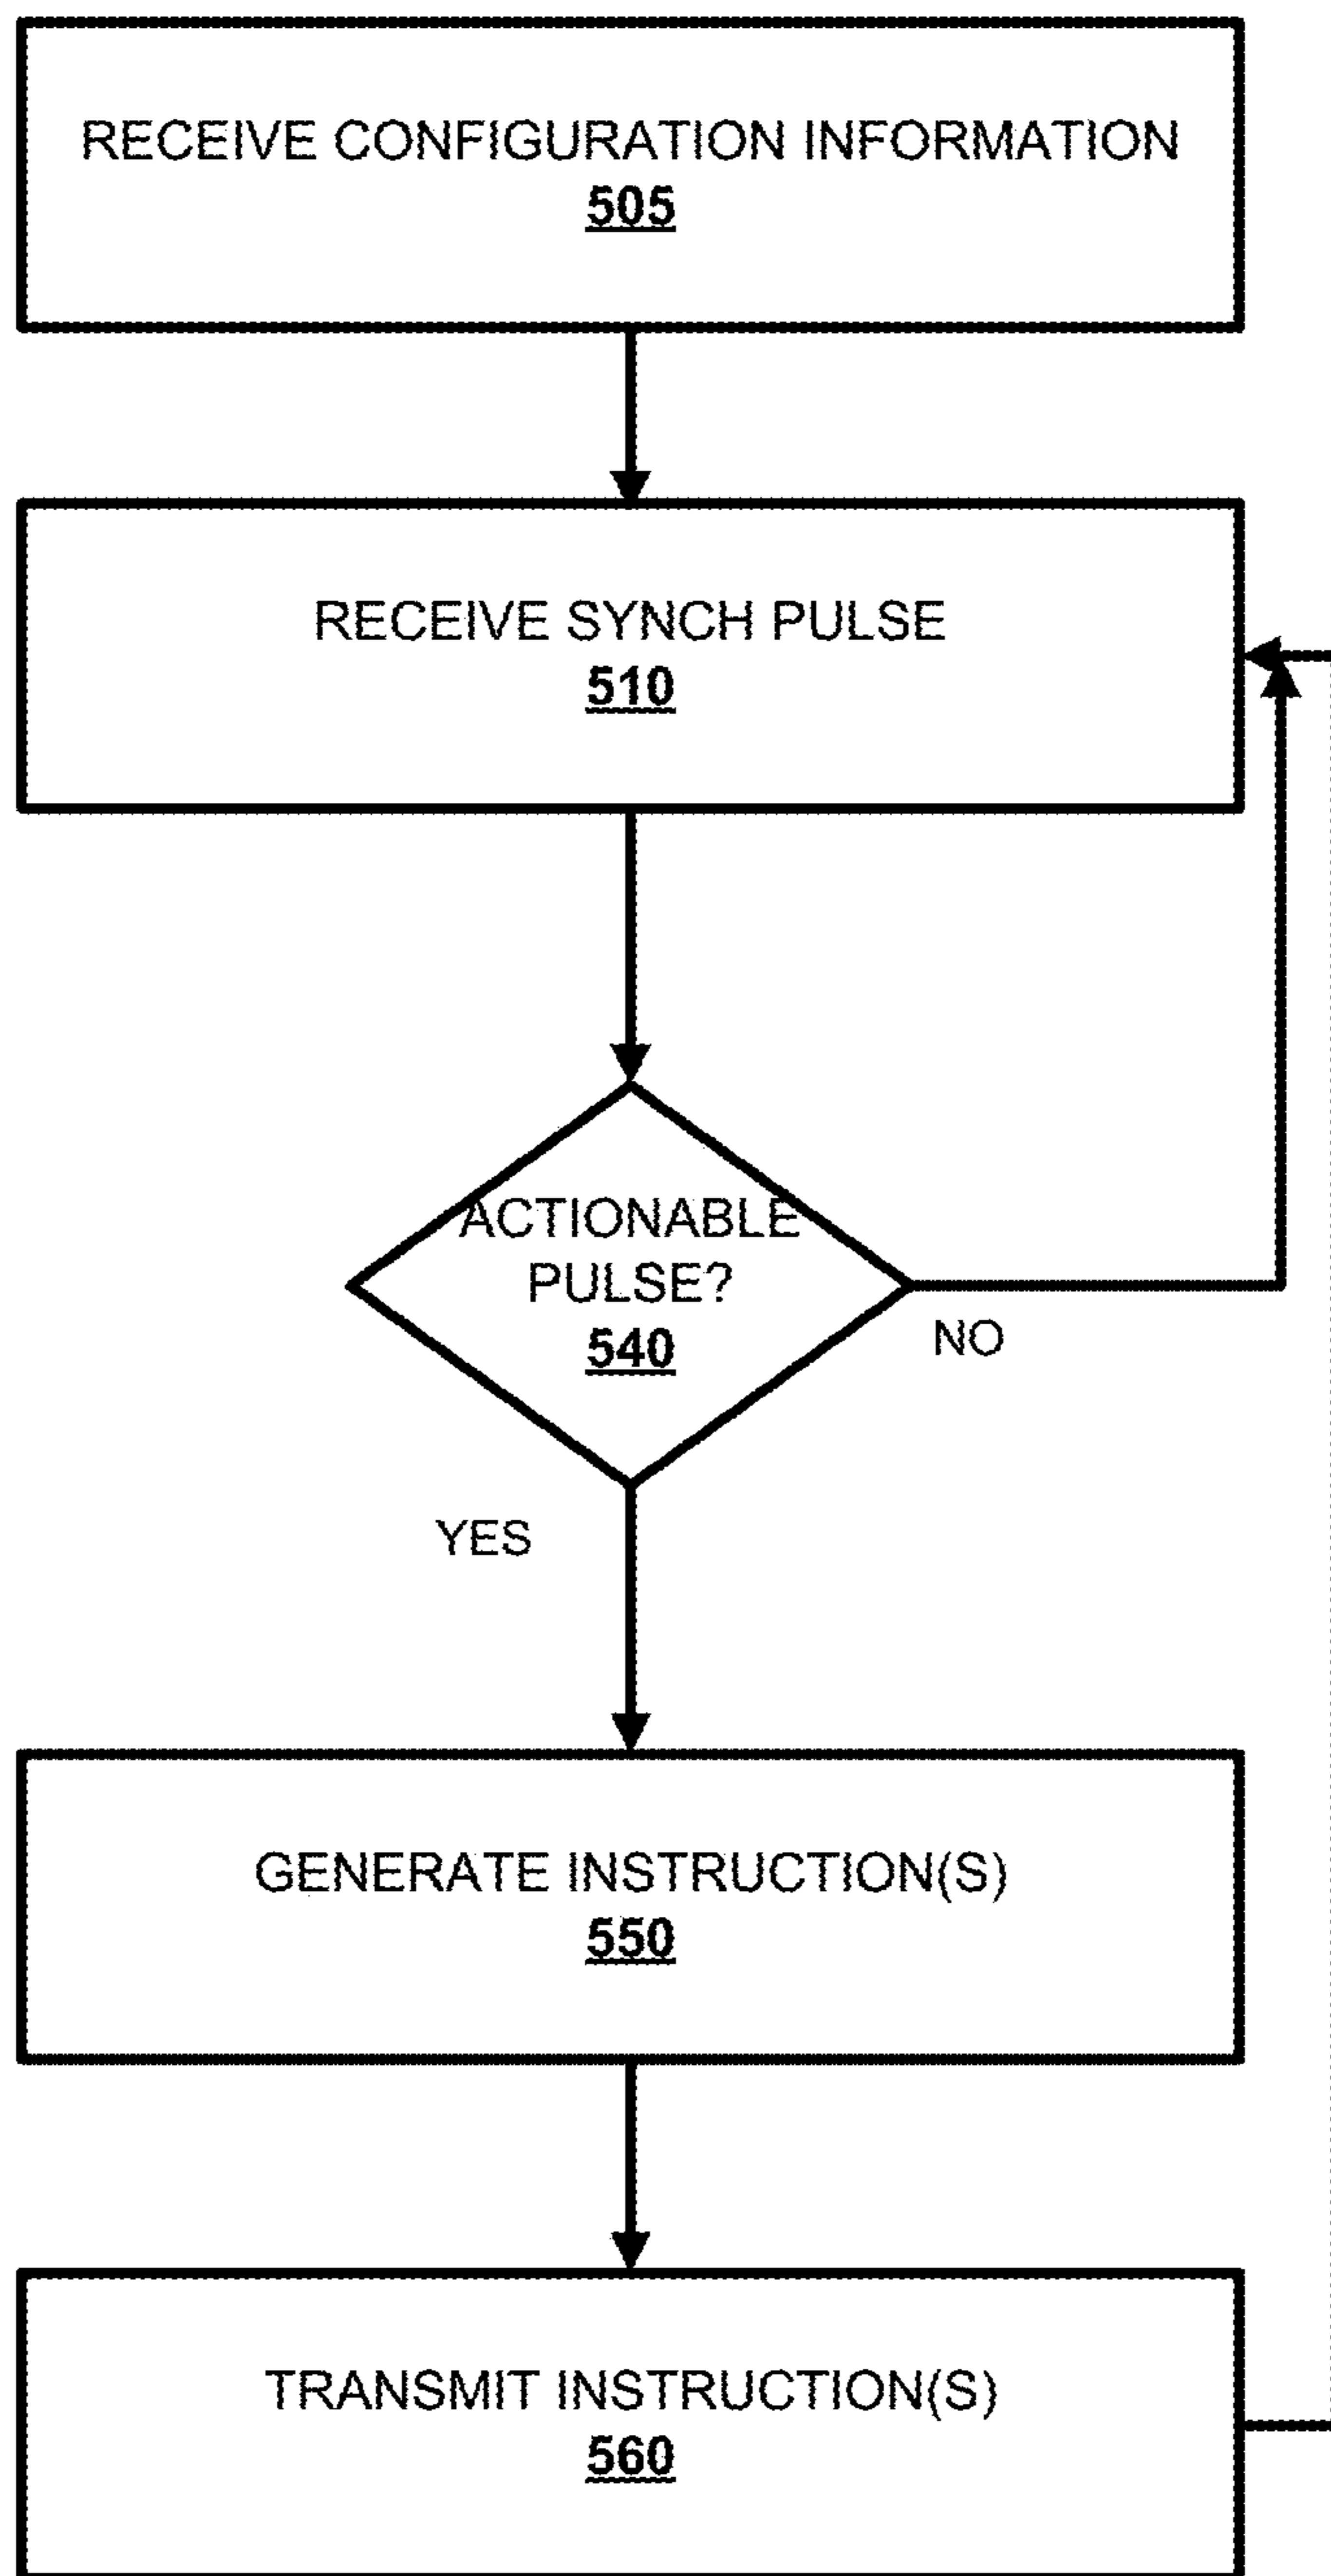 RECEIVE CONFIGURATION INFORMATION
505
RECEIVE SYNCH PULSE
510
ACTIONABLE
PULSE?
540
NO
YES
GENERATE INSTRUCTION(S)
550
TRANSMIT INSTRUCTION(S)
560